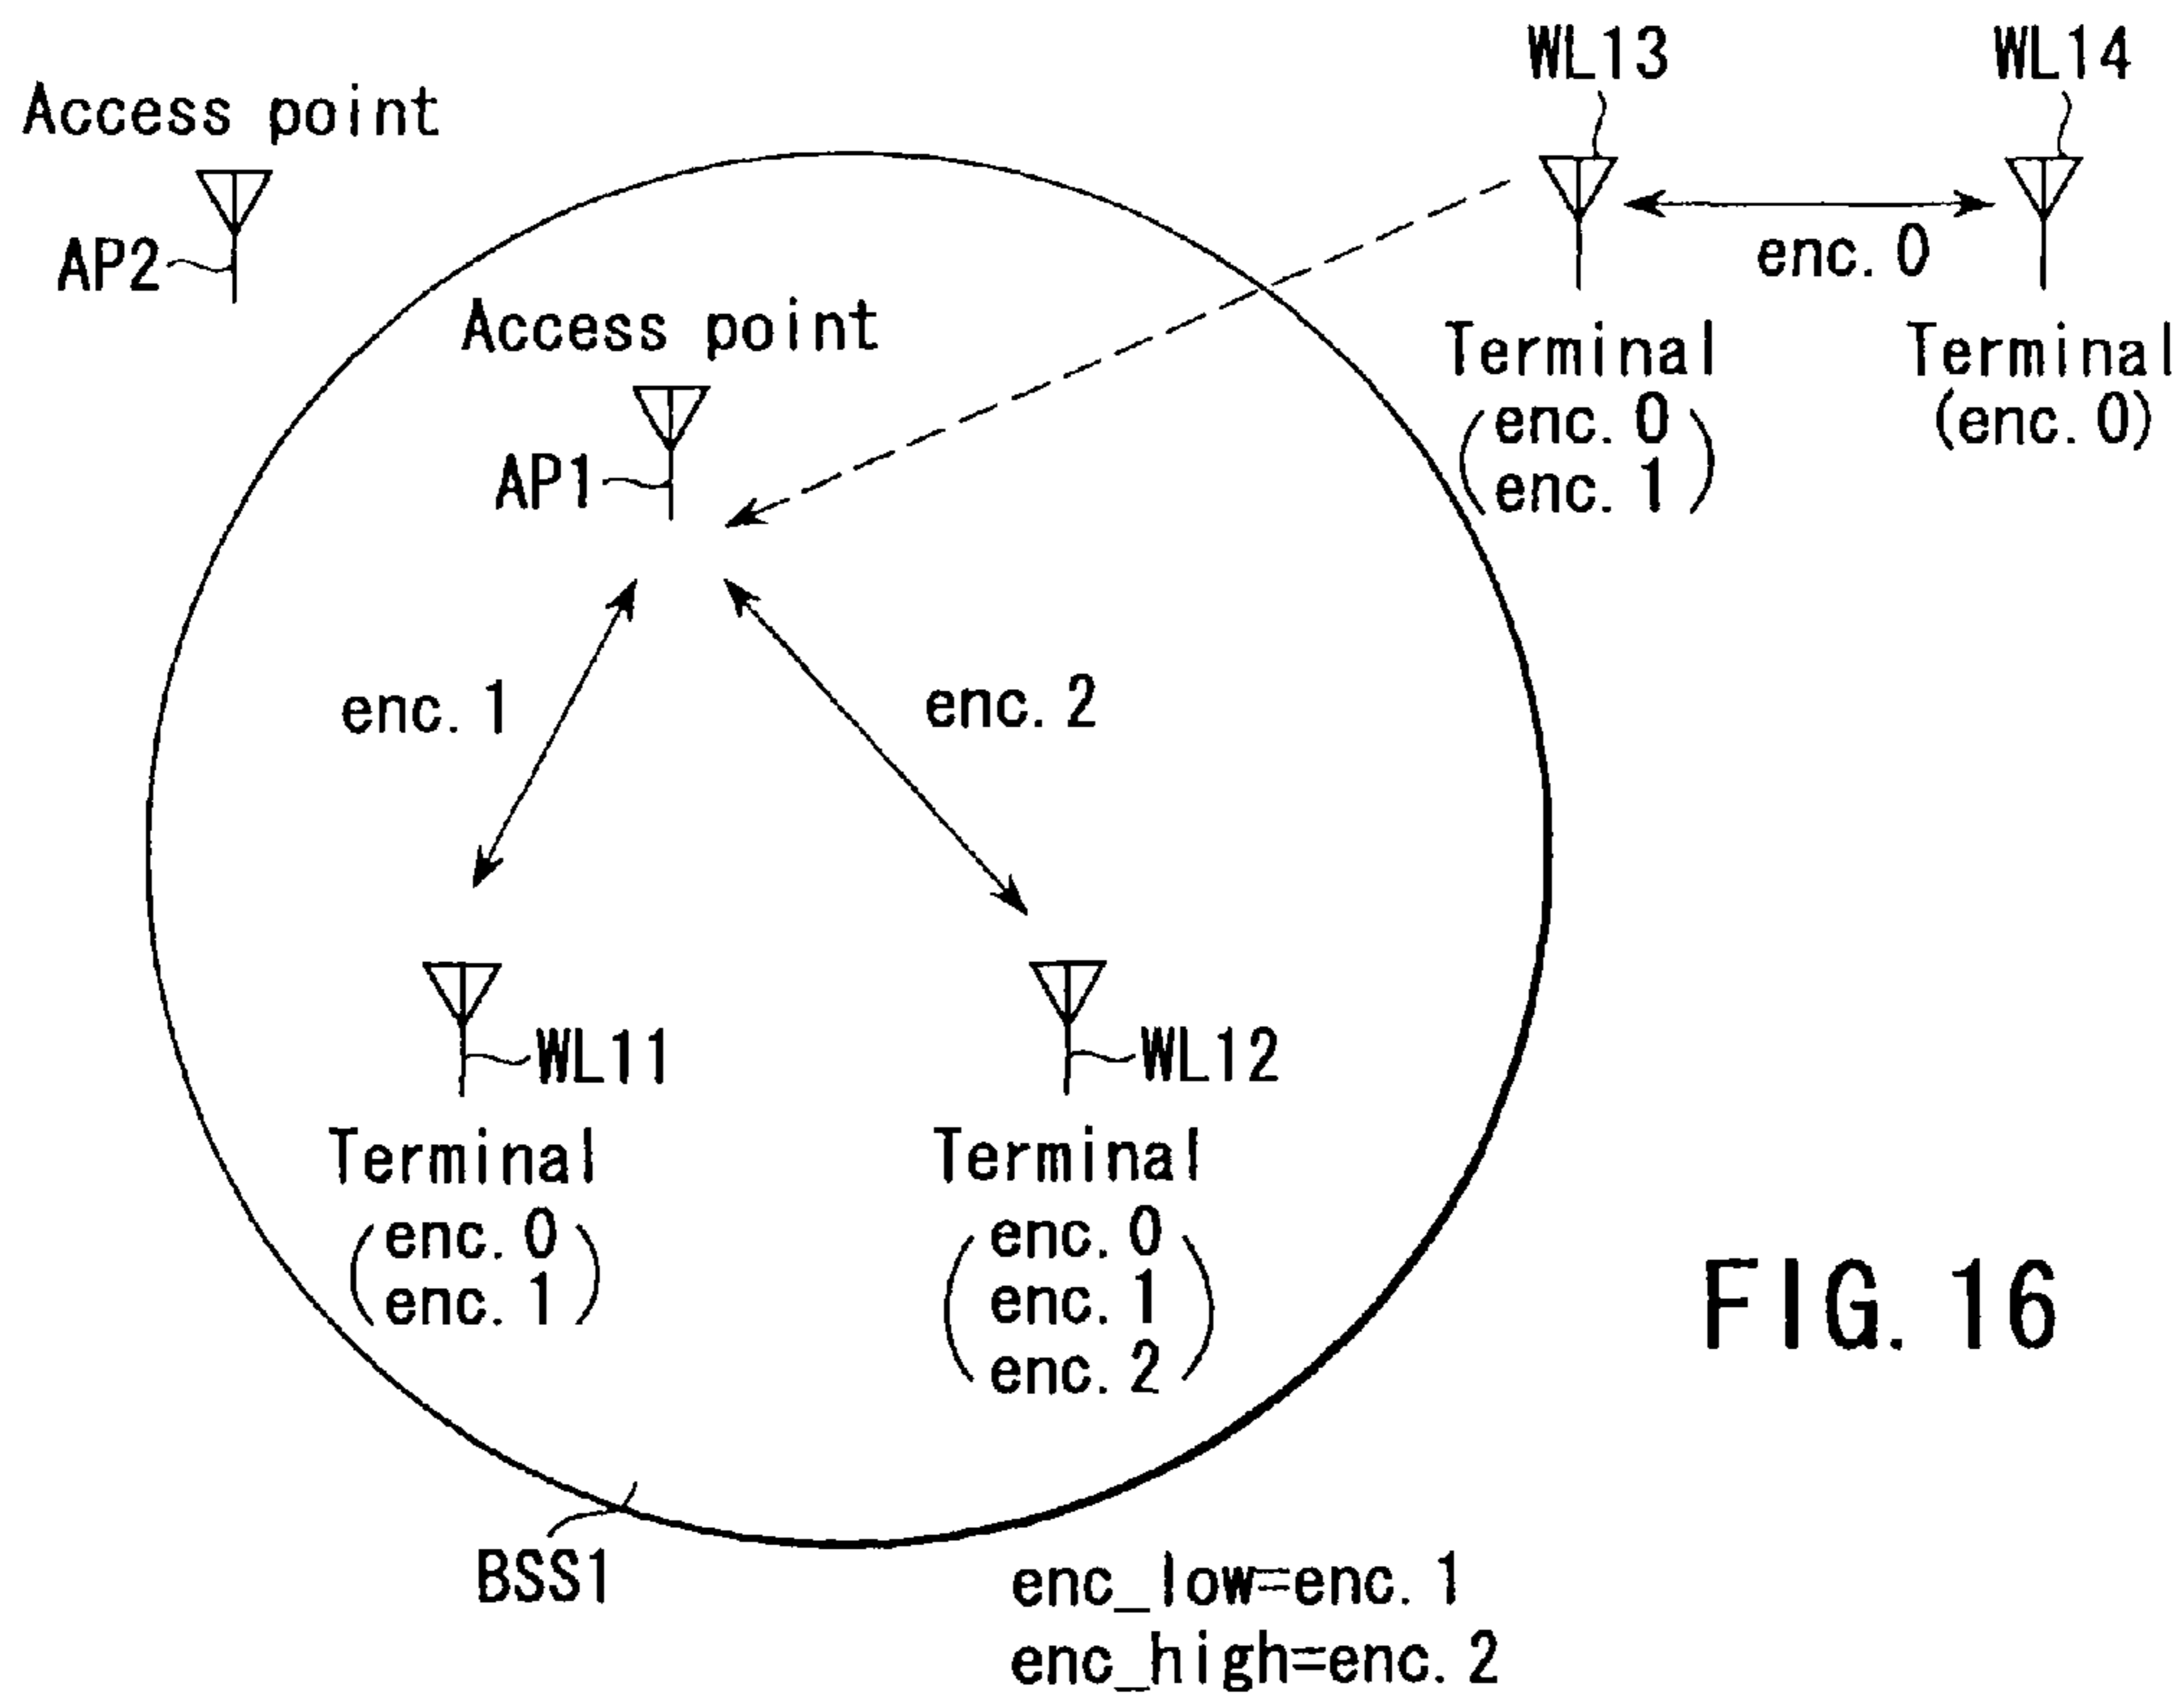 WL13
WL14
Access point
AP2
enc. 0
Access point
Terminal
(enc. 0
enc. 1)
Terminal
(enc. 0)
AP1
enc. 1
enc. 2
WL11
WL12
Terminal
(enc. 0
enc. 1)
Terminal
(enc. 0
enc. 1
enc. 2)
FIG. 16
BSS1
enc_low=enc. 1
enc_high=enc. 2